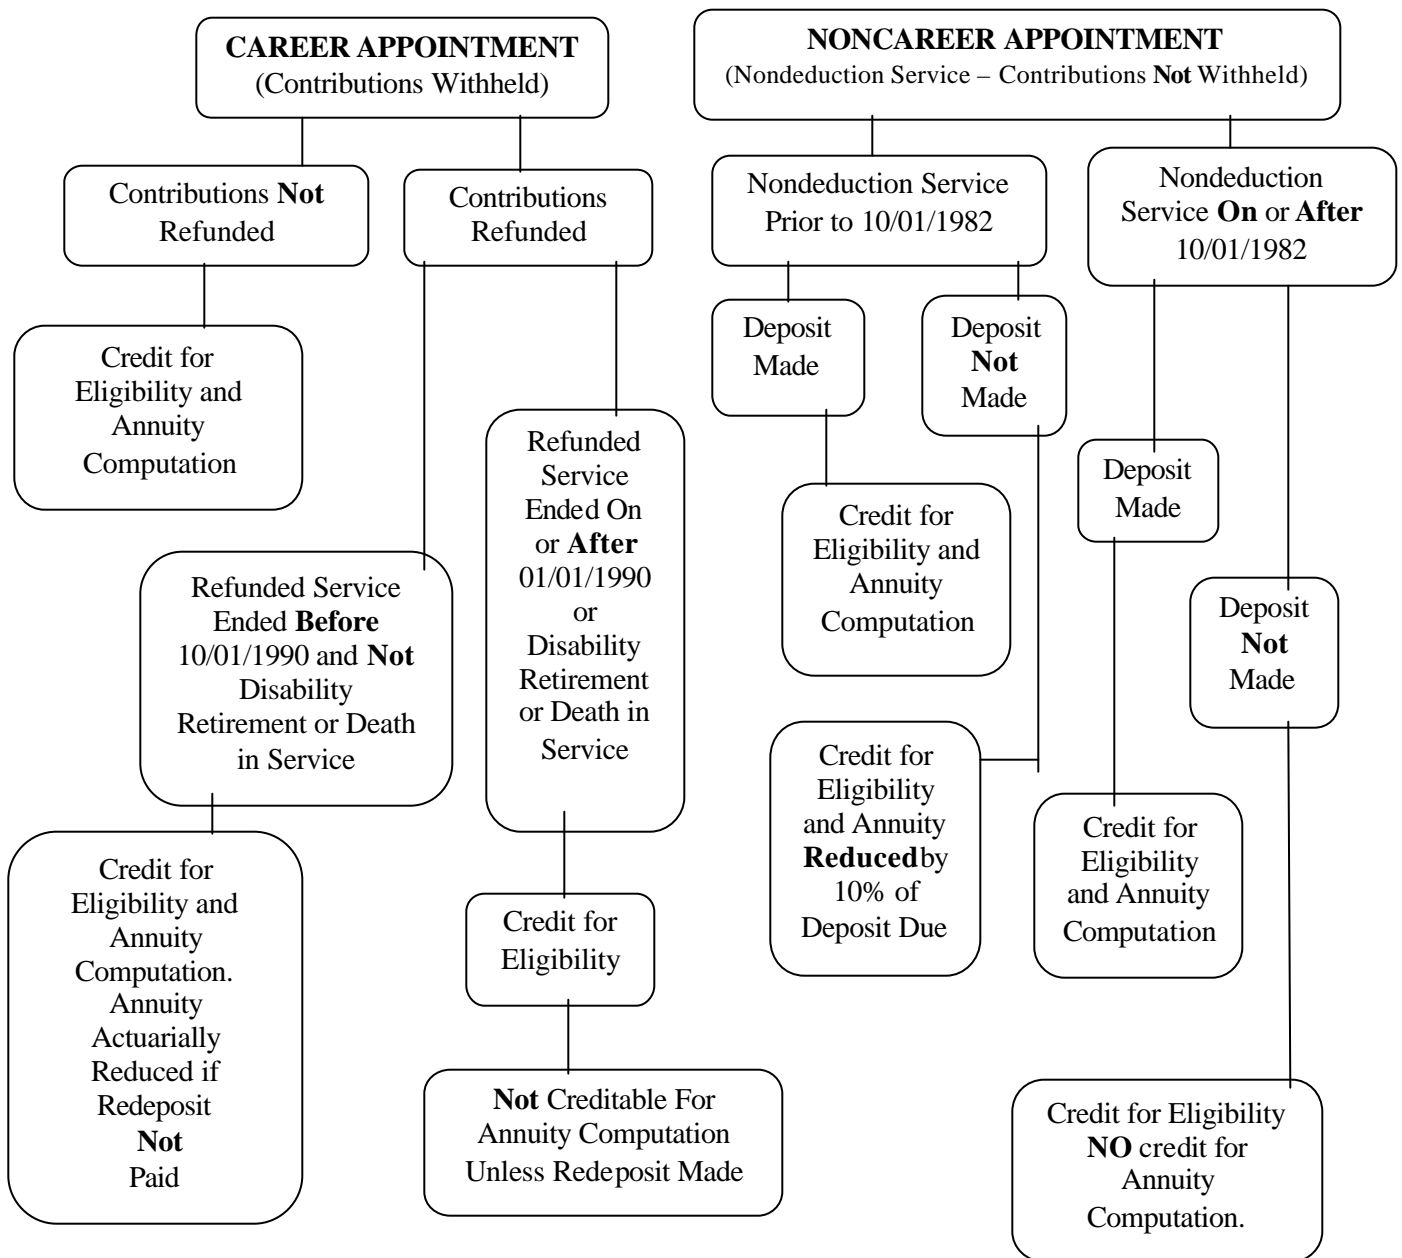 CAREER APPOINTMENT
(Contributions Withheld)
NONCAREER APPOINTMENT
(Nondeduction Service – Contributions Not Withheld)
Contributions Not
Refunded
Contributions
Refunded
Nondeduction Service
Prior to 10/01/1982
Nondeduction
Service On or After
10/01/1982
Credit for
Eligibility and
Annuity
Computation
Refunded Service
Ended Before
10/01/1990 and Not
Disability
Retirement or Death
in Service
Credit for
Eligibility and
Annuity
Computation.
Annuity
Actuarially
Reduced if
Redeposit
Not
Paid
Refunded
Service
Ended On
or After
01/01/1990
or
Disability
Retirement
or Death in
Service
Credit for
Eligibility
Not Creditable For
Annuity Computation
Unless Redeposit Made
Deposit
Made
Credit for
Eligibility and
Annuity
Computation
Deposit
Not
Made
Credit for
Eligibility
and Annuity
Reduced by
10% of
Deposit Due
Deposit
Made
Credit for
Eligibility
and Annuity
Computation
Deposit
Not
Made
Credit for Eligibility
NO credit for
Annuity
Computation.